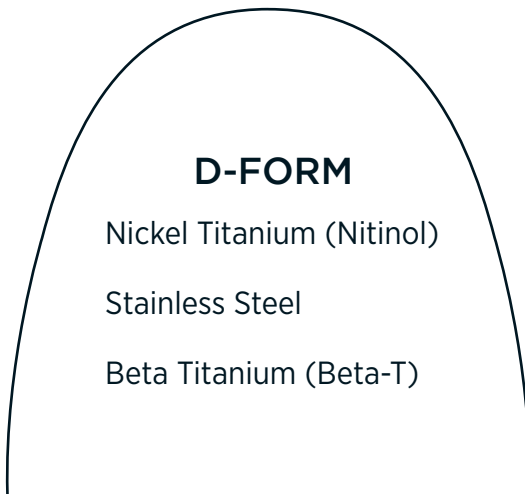 D-FORM
Nickel Titanium (Nitinol)
Stainless Steel
Beta Titanium (Beta-T)